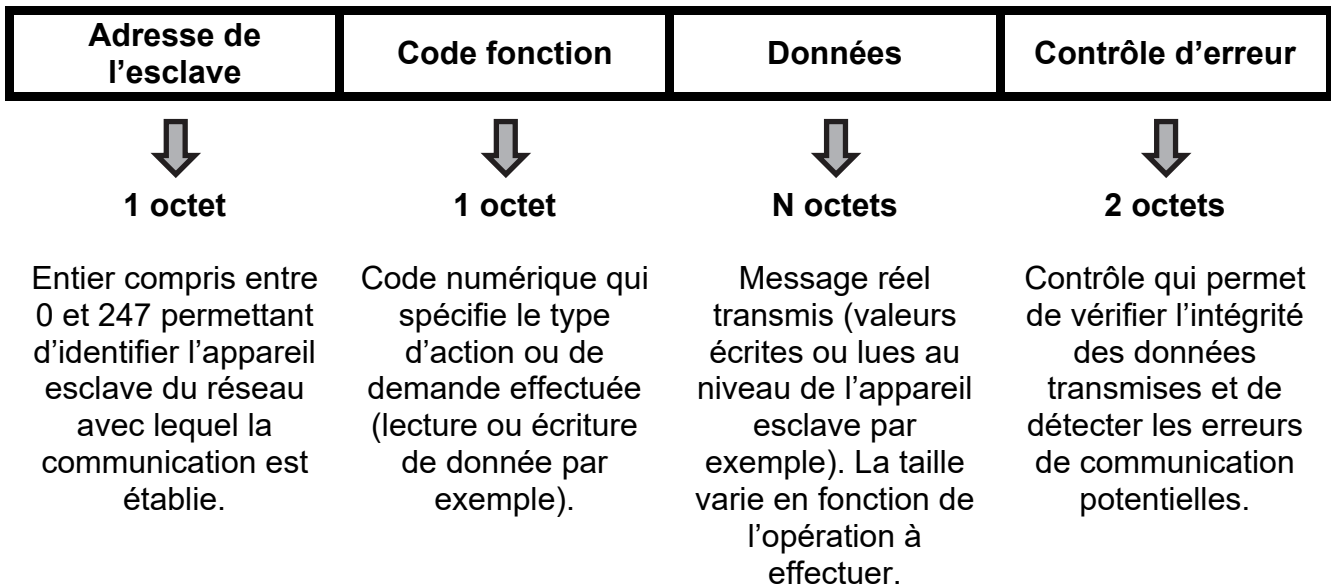 Adresse de
l’esclave
Code fonction
Données
Contrôle d’erreur
1 octet
1 octet
N octets
2 octets
Entier compris entre
0 et 247 permettant
d’identifier l’appareil
esclave du réseau
avec lequel la
communication est
établie.
Code numérique qui
spécifie le type
d’action ou de
demande effectuée
(lecture ou écriture
de donnée par
exemple).
Message réel
transmis (valeurs
écrites ou lues au
niveau de l’appareil
esclave par
exemple). La taille
varie en fonction de
l’opération à
effectuer.
Contrôle qui permet
de vérifier l’intégrité
des données
transmises et de
détecter les erreurs
de communication
potentielles.